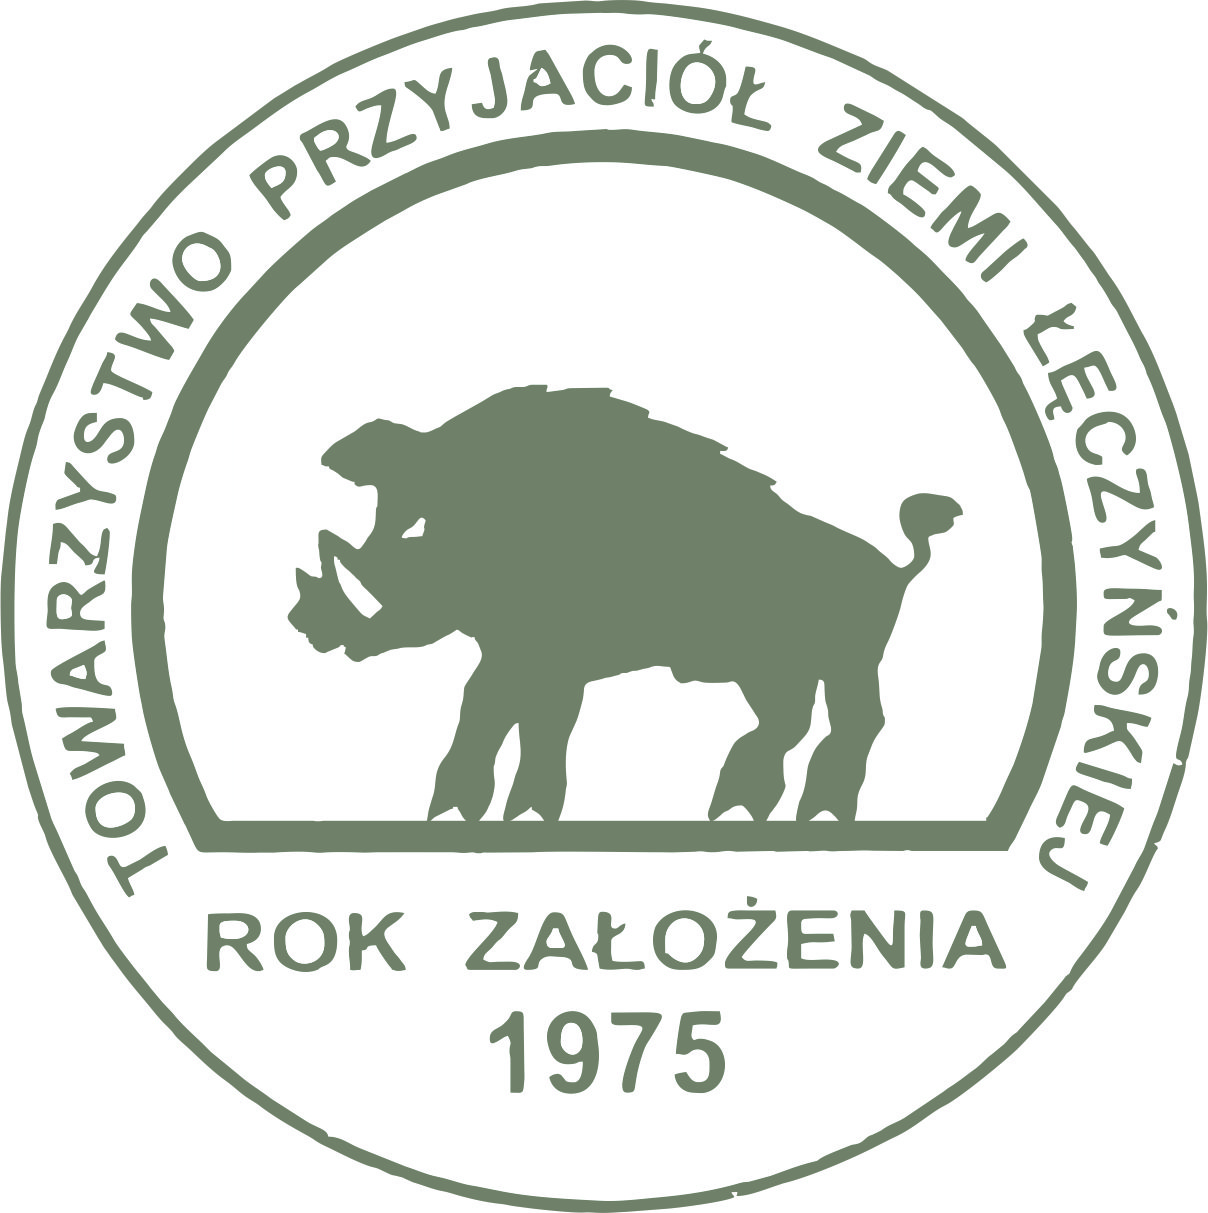 TOWARZYSTWO PRZYJACIÓŁ ZIEMI ŁĘCZYŃSKIEJ
ROK ZAŁOŻENIA
1975